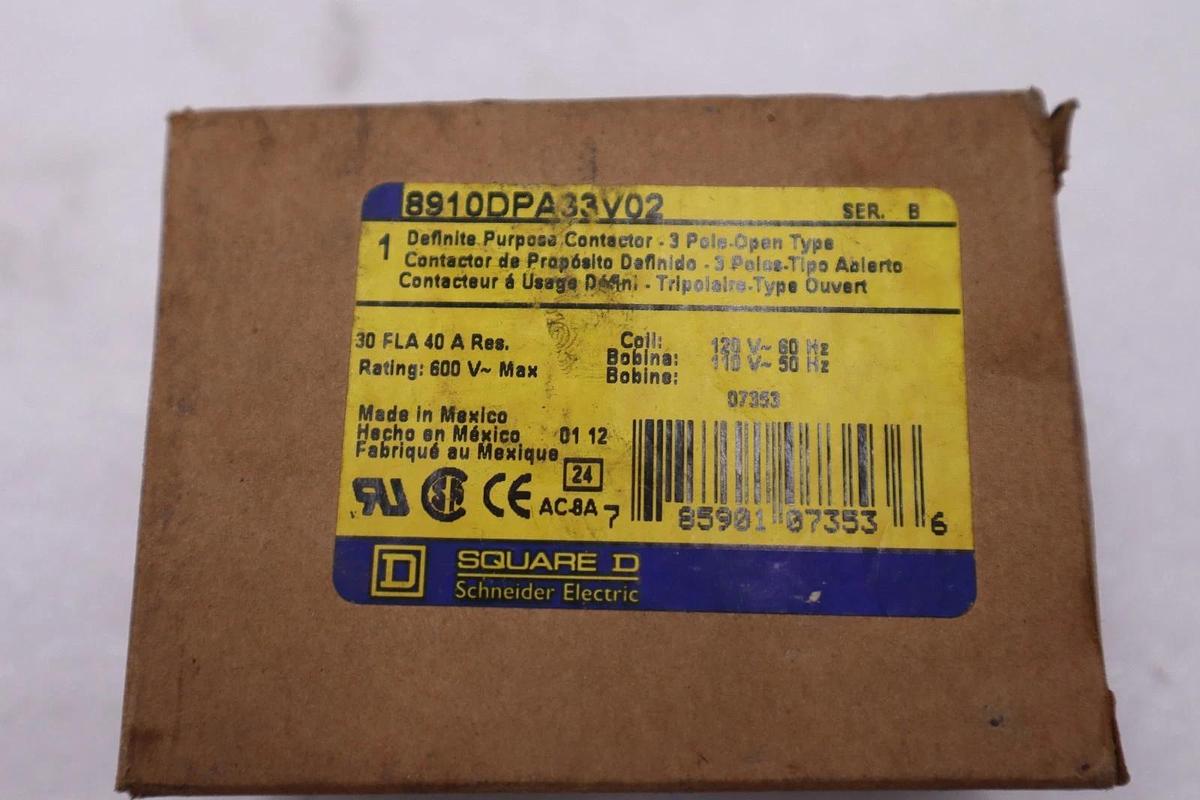 8910DPA33V02 SER. B
1 Definite Purpose Contactor - 3 Pole-Open Type
Contactor de Propósito Definido - 3 Polos-Tipo Abierto
Contacteur á Usage Défini - Tripolaire-Type Ouvert
30 FLA 40 A Res. Coil: 120 V~ 60 Hz
Rating: 600 V~ Max Bobina: 110 V~ 50 Hz
Bobine:
07353
Made in Mexico
Hecho en México 01 12
Fabriqué au Mexique
24
CE AC-8A
7 85901 07353 6
D SQUARE D
Schneider Electric